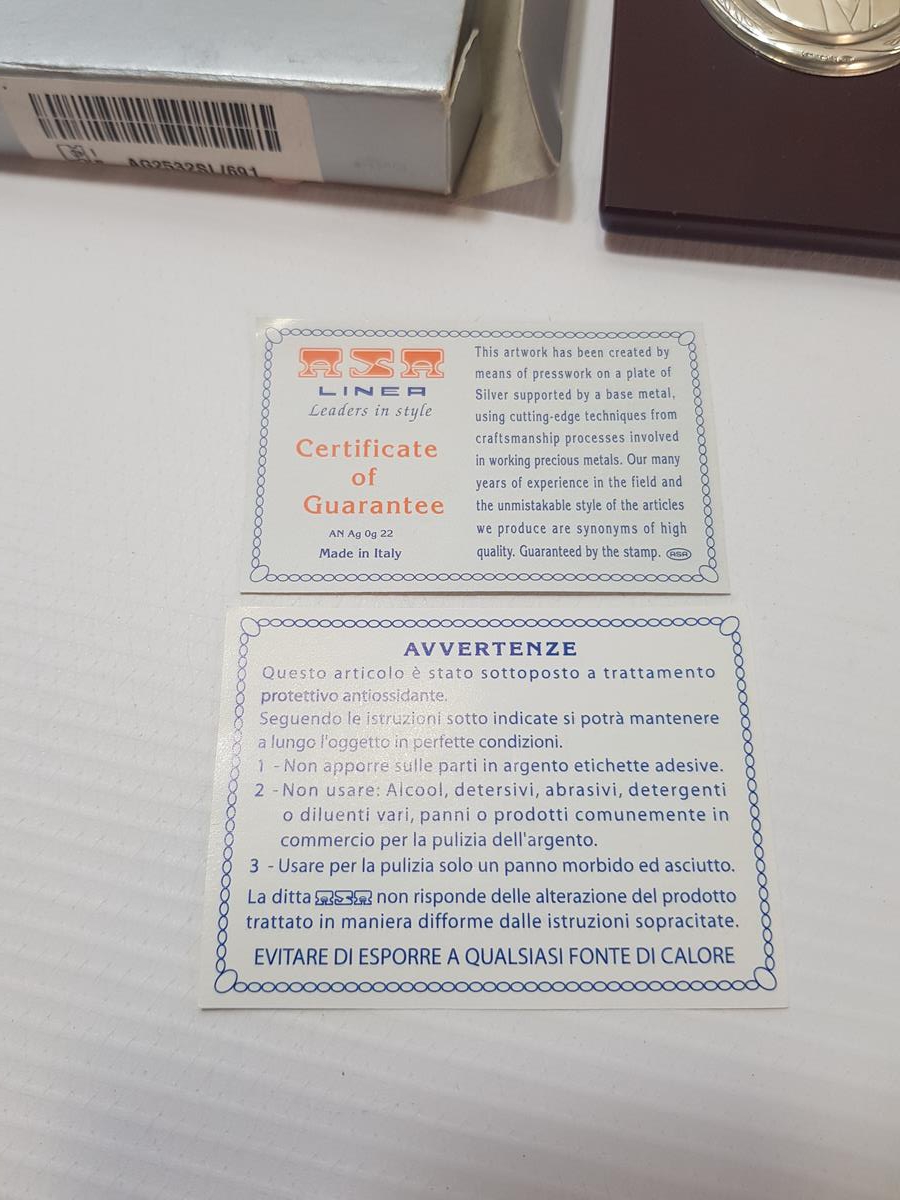 AG2532SL/691
ASA
LINEA
Leaders in style
Certificate
of
Guarantee
AN Ag 0g 22
Made in Italy
This artwork has been created by
means of presswork on a plate of
Silver supported by a base metal,
using cutting-edge techniques from
craftsmanship processes involved
in working precious metals. Our many
years of experience in the field and
the unmistakable style of the articles
we produce are synonyms of high
quality. Guaranteed by the stamp. ASA
AVVERTENZE
Questo articolo è stato sottoposto a trattamento
protettivo antiossidante.
Seguendo le istruzioni sotto indicate si potrà mantenere
a lungo l'oggetto in perfette condizioni.
1 - Non apporre sulle parti in argento etichette adesive.
2 - Non usare: Alcool, detersivi, abrasivi, detergenti
o diluenti vari, panni o prodotti comunemente in
commercio per la pulizia dell'argento.
3 - Usare per la pulizia solo un panno morbido ed asciutto.
La ditta ASA non risponde delle alterazione del prodotto
trattato in maniera difforme dalle istruzioni sopracitate.
EVITARE DI ESPORRE A QUALSIASI FONTE DI CALORE